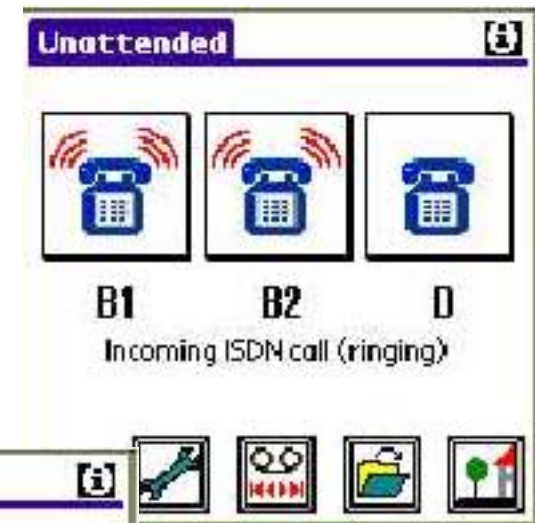 Unattended [i]
B1 B2 D
Incoming ISDN call (ringing)
[i]